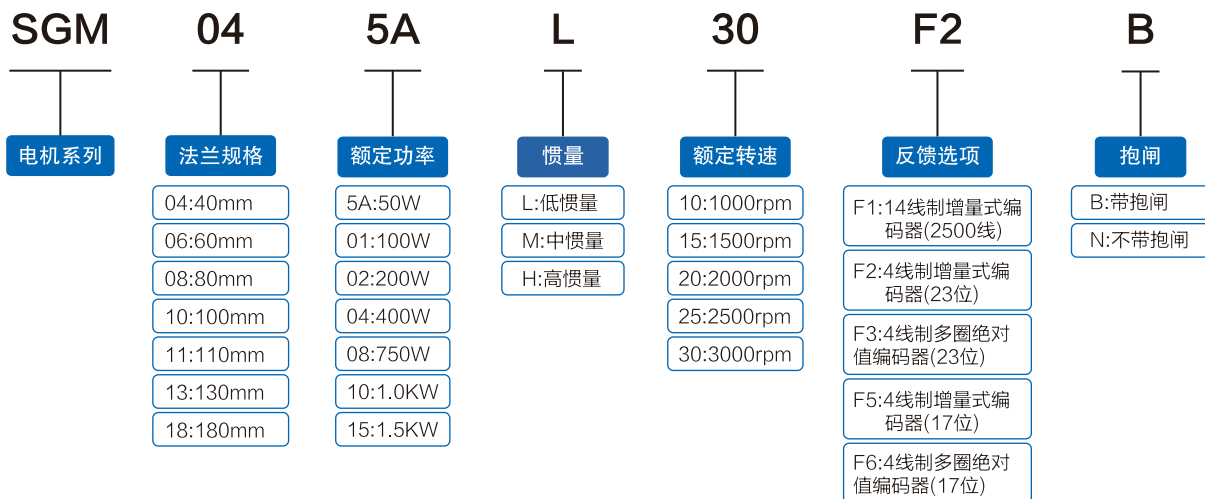 SGM 04 5A L 30 F2 B
电机系列 法兰规格 额定功率 惯量 额定转速 反馈选项 抱闸
04:40mm
06:60mm
08:80mm
10:100mm
11:110mm
13:130mm
18:180mm
5A:50W
01:100W
02:200W
04:400W
08:750W
10:1.0KW
15:1.5KW
L:低惯量
M:中惯量
H:高惯量
10:1000rpm
15:1500rpm
20:2000rpm
25:2500rpm
30:3000rpm
F1:14线制增量式编
码器(2500线)
F2:4线制增量式编
码器(23位)
F3:4线制多圈绝对
值编码器(23位)
F5:4线制增量式编
码器(17位)
F6:4线制多圈绝对
值编码器(17位)
B:带抱闸
N:不带抱闸